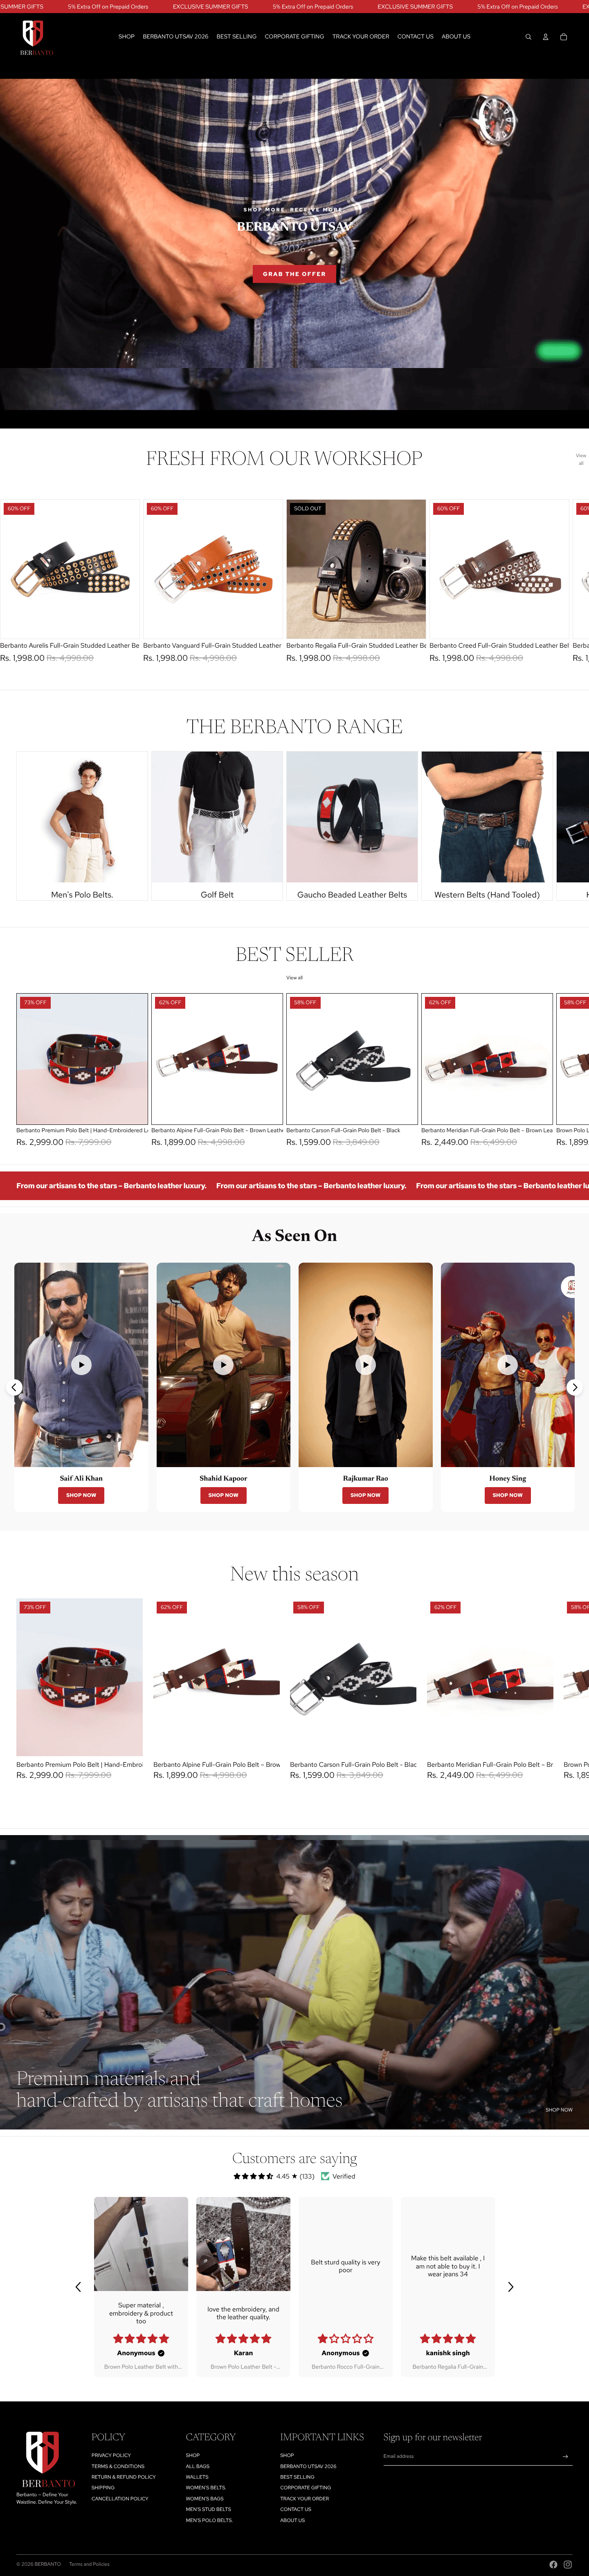 SUMMER GIFTS 5% Extra Off on Prepaid Orders EXCLUSIVE SUMMER GIFTS 5% Extra Off on Prepaid Orders EXCLUSIVE SUMMER GIFTS 5% Extra Off on Prepaid Orders
BERBANTO
SHOP BERBANTO UTSAV 2026 BEST SELLING CORPORATE GIFTING TRACK YOUR ORDER CONTACT US ABOUT US
SHOP MORE. RECEIVE MORE
BERBANTO UTSAV
2026
GRAB THE OFFER
FRESH FROM OUR WORKSHOP
View all
60% OFF
60% OFF
SOLD OUT
60% OFF
Berbanto Aurelis Full-Grain Studded Leather Be
Berbanto Vanguard Full-Grain Studded Leather
Berbanto Regalia Full-Grain Studded Leather Be
Berbanto Creed Full-Grain Studded Leather Bel
Rs. 1,998.00 Rs. 4,998.00
Rs. 1,998.00 Rs. 4,998.00
Rs. 1,998.00 Rs. 4,998.00
Rs. 1,998.00 Rs. 4,998.00
THE BERBANTO RANGE
Men's Polo Belts.
Golf Belt
Gaucho Beaded Leather Belts
Western Belts (Hand Tooled)
BEST SELLER
View all
73% OFF
62% OFF
58% OFF
62% OFF
58% OFF
Berbanto Premium Polo Belt | Hand-Embroidered Le
Berbanto Alpine Full-Grain Polo Belt – Brown Leathe
Berbanto Carson Full-Grain Polo Belt - Black
Berbanto Meridian Full-Grain Polo Belt – Brown Lea
Brown Polo L
Rs. 2,999.00 Rs. 7,999.00
Rs. 1,899.00 Rs. 4,998.00
Rs. 1,599.00 Rs. 3,849.00
Rs. 2,449.00 Rs. 6,499.00
Rs. 1,899
From our artisans to the stars – Berbanto leather luxury. From our artisans to the stars – Berbanto leather luxury. From our artisans to the stars – Berbanto leather lu
As Seen On
Saif Ali Khan
Shahid Kapoor
Rajkumar Rao
Honey Sing
SHOP NOW
SHOP NOW
SHOP NOW
SHOP NOW
New this season
73% OFF
62% OFF
58% OFF
62% OFF
58% OF
Berbanto Premium Polo Belt | Hand-Embroi
Berbanto Alpine Full-Grain Polo Belt – Brow
Berbanto Carson Full-Grain Polo Belt - Blac
Berbanto Meridian Full-Grain Polo Belt – Br
Brown Po
Rs. 2,999.00 Rs. 7,999.00
Rs. 1,899.00 Rs. 4,998.00
Rs. 1,599.00 Rs. 3,849.00
Rs. 2,449.00 Rs. 6,499.00
Rs. 1,89
Premium materials and
hand-crafted by artisans that craft homes
SHOP NOW
Customers are saying
4.45 ★ (133) Verified
Super material ,
embroidery & product
too
Anonymous
Brown Polo Leather Belt with...
love the embroidery, and
the leather quality.
Karan
Brown Polo Leather Belt -...
Belt sturd quality is very
poor
Anonymous
Berbanto Rocco Full-Grain...
Make this belt available , I
am not able to buy it. I
wear jeans 34
kanishk singh
Berbanto Regalia Full-Grain...
BERBANTO
Berbanto — Define Your
Waistline. Define Your Style.
POLICY
PRIVACY POLICY
TERMS & CONDITIONS
RETURN & REFUND POLICY
SHIPPING
CANCELLATION POLICY
CATEGORY
SHOP
ALL BAGS
WALLETS
WOMEN'S BELTS.
WOMEN'S BAGS
MEN'S STUD BELTS
MEN'S POLO BELTS.
IMPORTANT LINKS
SHOP
BERBANTO UTSAV 2026
BEST SELLING
CORPORATE GIFTING
TRACK YOUR ORDER
CONTACT US
ABOUT US
Sign up for our newsletter
Email address
© 2026 BERBANTO Terms and Policies